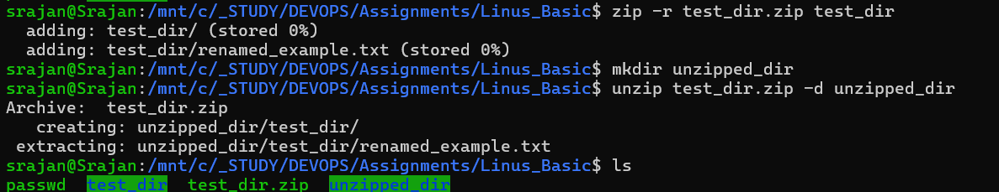 srajan@Srajan:/mnt/c/_STUDY/DEVOPS/Assignments/Linus_Basic$ zip -r test_dir.zip test_dir
  adding: test_dir/ (stored 0%)
  adding: test_dir/renamed_example.txt (stored 0%)
srajan@Srajan:/mnt/c/_STUDY/DEVOPS/Assignments/Linus_Basic$ mkdir unzipped_dir
srajan@Srajan:/mnt/c/_STUDY/DEVOPS/Assignments/Linus_Basic$ unzip test_dir.zip -d unzipped_dir
Archive:  test_dir.zip
   creating: unzipped_dir/test_dir/
 extracting: unzipped_dir/test_dir/renamed_example.txt
srajan@Srajan:/mnt/c/_STUDY/DEVOPS/Assignments/Linus_Basic$ ls
passwd  test_dir  test_dir.zip  unzipped_dir